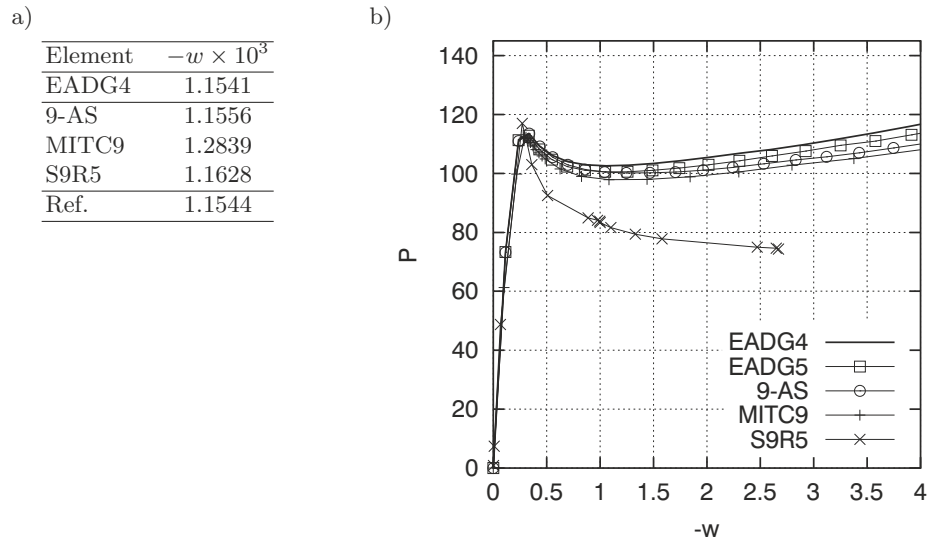 a)
Element −w × 10³
EADG4 1.1541
9-AS 1.1556
MITC9 1.2839
S9R5 1.1628
Ref. 1.1544
b)
140
120
100
80
60
40
20
0
P
0 0.5 1 1.5 2 2.5 3 3.5 4
-w
EADG4
EADG5
9-AS
MITC9
S9R5